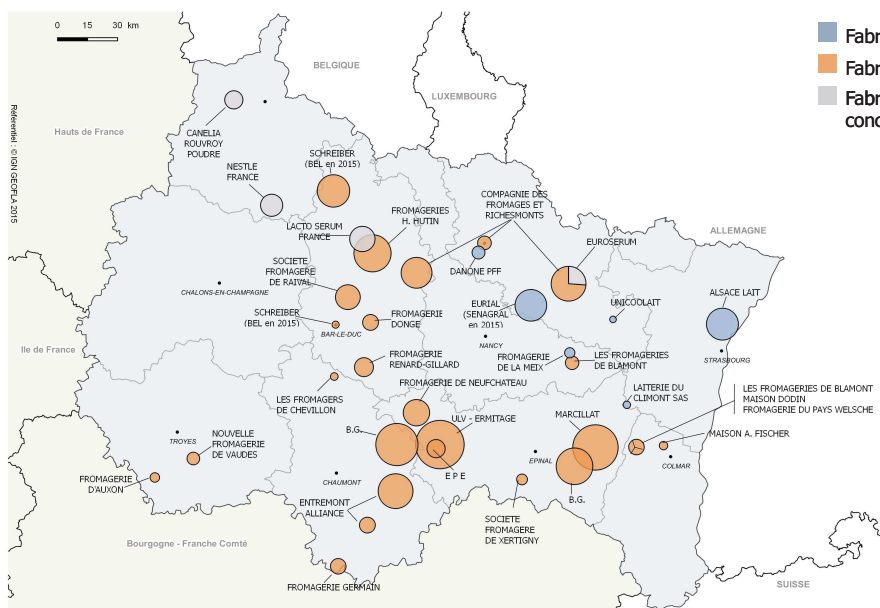 0 15 30 km
BELGIQUE
LUXEMBOURG
Fabri
Fabri
Fabri
conc
Hauts de France
Référentiel : © IGN GEOFLA 2015
CANELIA
ROUVROY
POUDRE
SCHREIBER
(BEL en 2015)
NESTLE
FRANCE
COMPAGNIE DES
FROMAGES ET
RICHESMONTS
FROMAGERIES
H. HUTIN
LACTO SERUM
FRANCE
ALLEMAGNE
EUROSERUM
SOCIETE
FROMAGERE
DE RAIVAL
DANONE PFF
CHALONS-EN-CHAMPAGNE
ALSACE LAIT
UNICOOLAIT
EURIAL
(SENAGRAL
en 2015)
SCHREIBER
(BEL en 2015)
BAR-LE-DUC
FROMAGERIE
DONGE
NANCY
Ile de France
STRASBOURG
FROMAGERIE
RENARD-GILLARD
FROMAGERIE
DE LA MEIX
LES FROMAGERIES
DE BLAMONT
LES FROMAGERS
DE CHEVILLON
FROMAGERIE DE NEUFCHATEAU
LAITERIE DU
CLIMONT SAS
LES FROMAGERIES DE BLAMONT
MAISON DODIN
FROMAGERIE DU PAYS WELSCHE
ULV - ERMITAGE
MARCILLAT
B.G.
TROYES
NOUVELLE
FROMAGERIE
DE VAUDES
MAISON A. FISCHER
EPINAL
COLMAR
CHAUMONT
E P E
FROMAGERIE
D'AUXON
B.G.
ENTREMONT
ALLIANCE
SOCIETE
FROMAGERE
DE XERTIGNY
Bourgogne - Franche Comté
FROMAGERIE GERMAIN
SUISSE